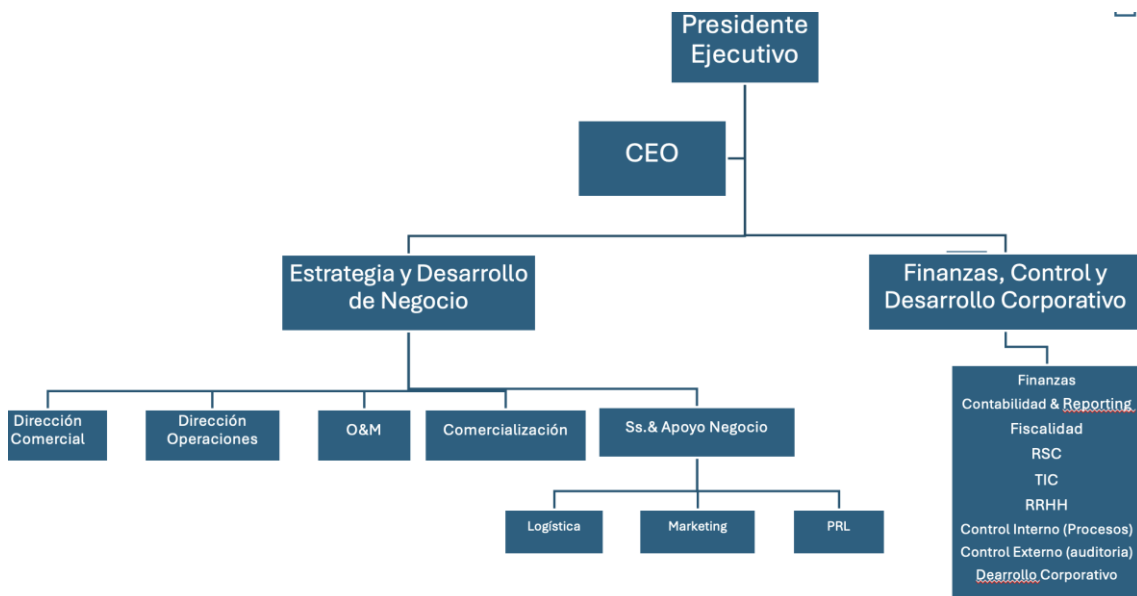 Presidente
Ejecutivo
CEO
Estrategia y Desarrollo
de Negocio
Finanzas, Control y
Desarrollo Corporativo
Dirección
Comercial
Dirección
Operaciones
O&M
Comercialización
Ss.& Apoyo Negocio
Logística
Marketing
PRL
Finanzas
Contabilidad & Reporting
Fiscalidad
RSC
TIC
RRHH
Control Interno (Procesos)
Control Externo (auditoria)
Dearrollo Corporativo